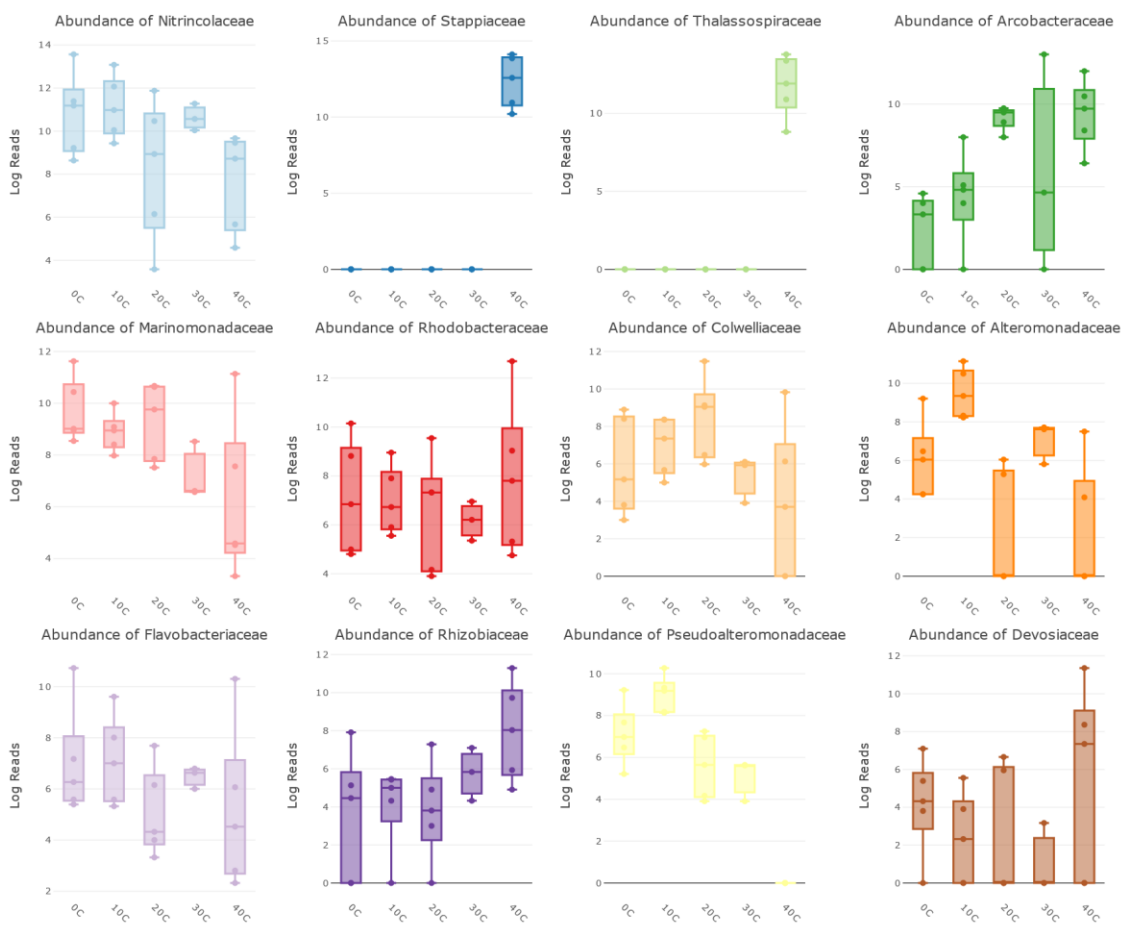 Abundance of Nitrincolaceae
Abundance of Stappiaceae
Abundance of Thalassospiraceae
Abundance of Arcobacteraceae
Log Reads
14
12
10
8
6
4
0C
10C
20C
30C
40C
Log Reads
15
10
5
0
0C
10C
20C
30C
40C
Log Reads
10
5
0
0C
10C
20C
30C
40C
Log Reads
10
5
0
0C
10C
20C
30C
40C
Abundance of Marinomonadaceae
Abundance of Rhodobacteraceae
Abundance of Colwelliaceae
Abundance of Alteromonadaceae
Log Reads
12
10
8
6
4
0C
10C
20C
30C
40C
Log Reads
12
10
8
6
4
0C
10C
20C
30C
40C
Log Reads
12
10
8
6
4
2
0
0C
10C
20C
30C
40C
Log Reads
10
8
6
4
2
0
0C
10C
20C
30C
40C
Abundance of Flavobacteriaceae
Abundance of Rhizobiaceae
Abundance of Pseudoalteromonadaceae
Abundance of Devosiaceae
Log Reads
10
8
6
4
2
0C
10C
20C
30C
40C
Log Reads
12
10
8
6
4
2
0
0C
10C
20C
30C
40C
Log Reads
10
8
6
4
2
0
0C
10C
20C
30C
40C
Log Reads
12
10
8
6
4
2
0
0C
10C
20C
30C
40C